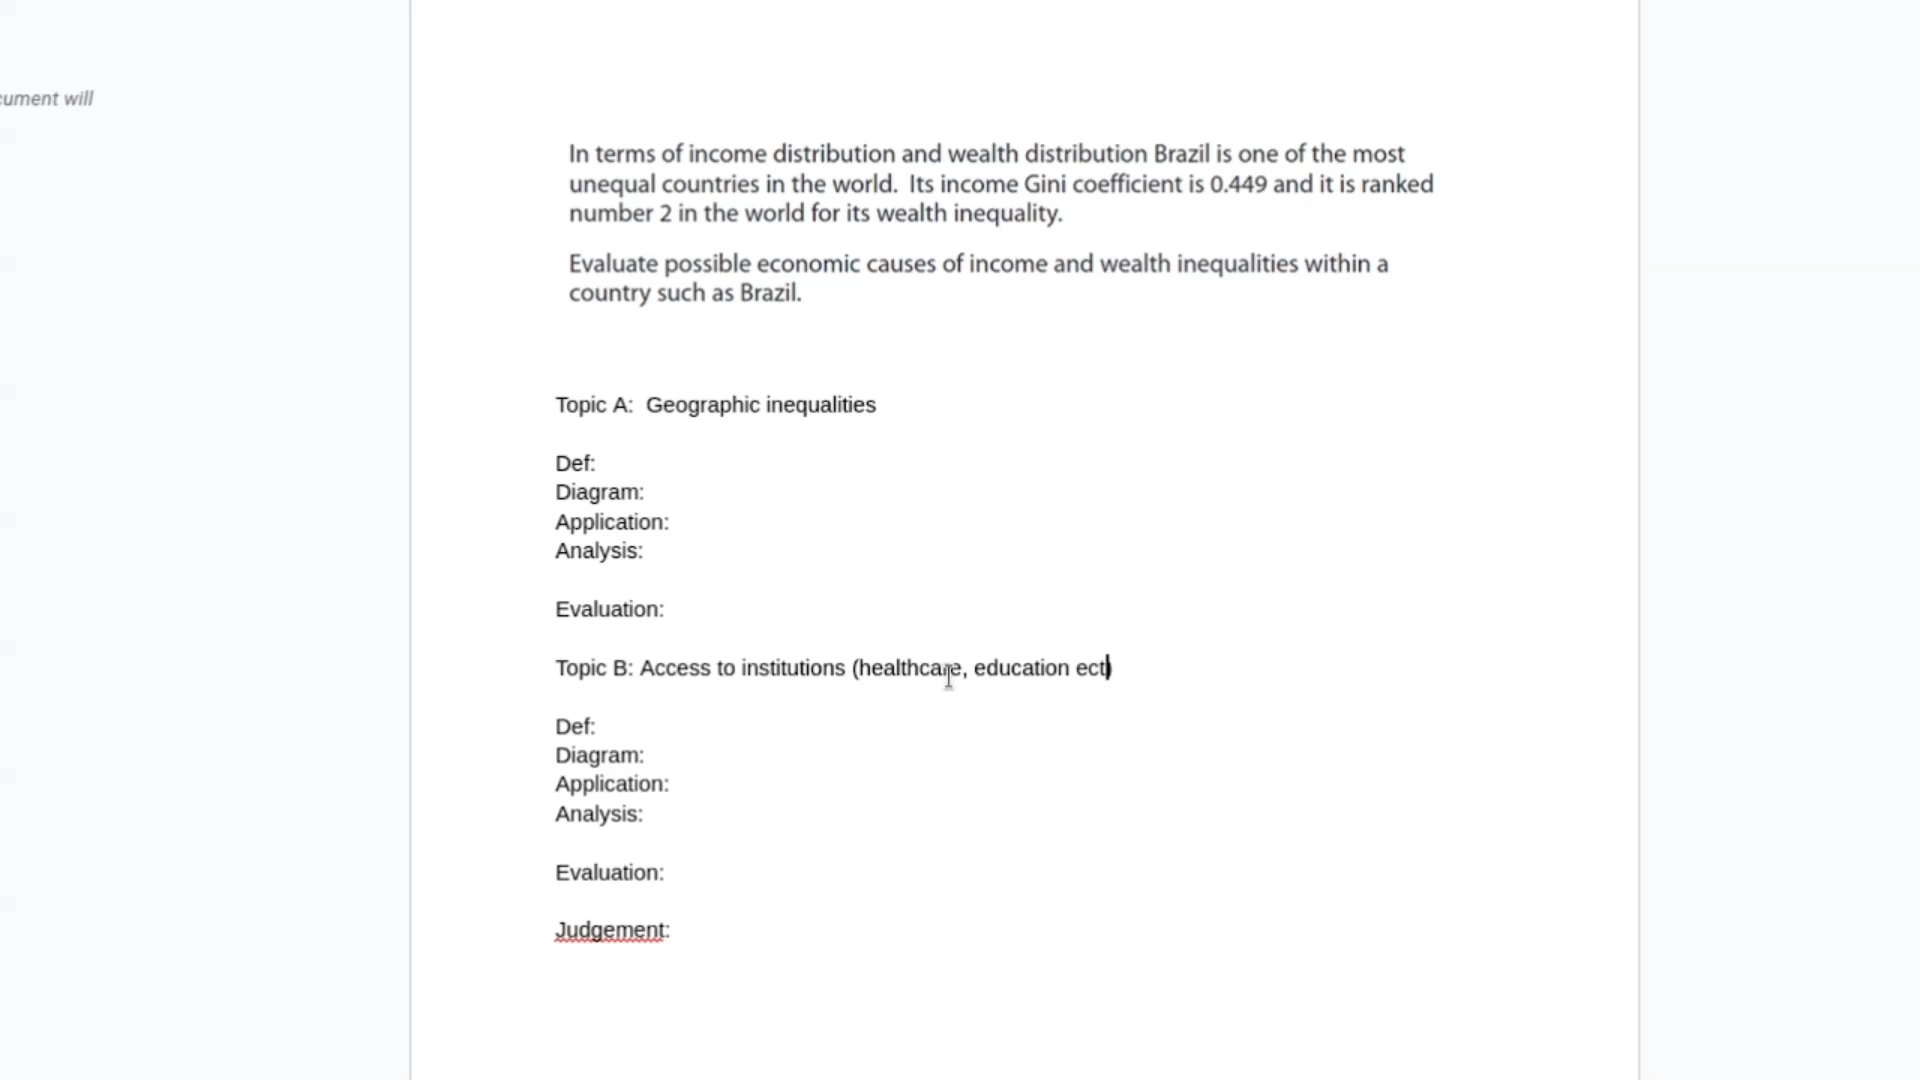 cument will
In terms of income distribution and wealth distribution Brazil is one of the most
unequal countries in the world. Its income Gini coefficient is 0.449 and it is ranked
number 2 in the world for its wealth inequality.
Evaluate possible economic causes of income and wealth inequalities within a
country such as Brazil.
Topic A: Geographic inequalities
Def:
Diagram:
Application:
Analysis:
Evaluation:
Topic B: Access to institutions (healthcare, education ect)
Def:
Diagram:
Application:
Analysis:
Evaluation:
Judgement: